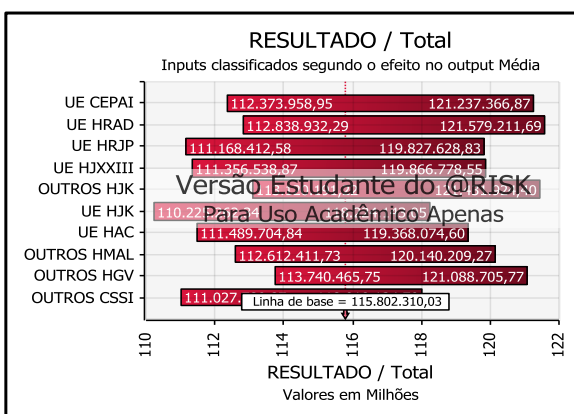 RESULTADO / Total
Inputs classificados segundo o efeito no output Média
UE CEPAI 112.373.958,95 121.237.366,87
UE HRAD 112.838.932,29 121.579.211,69
UE HRJP 111.168.412,58 119.827.628,83
UE HJXXIII 111.356.538,87 119.866.778,55
OUTROS HJK
Versão Estudante do @RISK
UE HJK
Para Uso Acadêmico Apenas
UE HAC 111.489.704,84 119.368.074,60
OUTROS HMAL 112.612.411,73 120.140.209,27
OUTROS HGV 113.740.465,75 121.088.705,77
OUTROS CSSI 111.027.
Linha de base = 115.802.310,03
110 112 114 116 118 120 122
RESULTADO / Total
Valores em Milhões